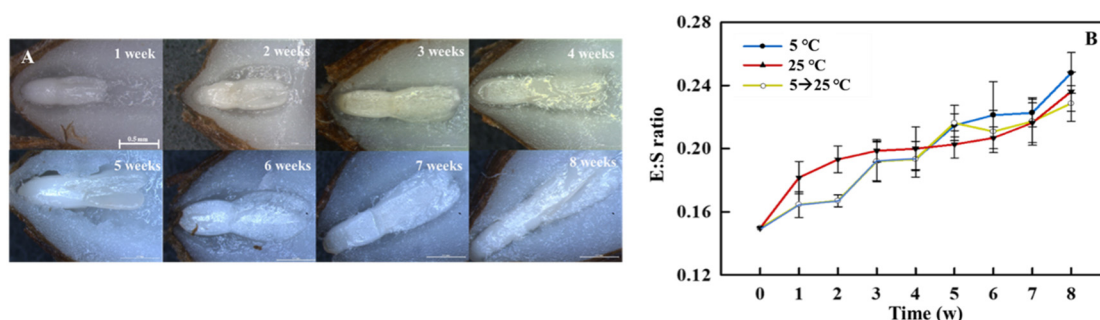 A
1 week
2 weeks
3 weeks
4 weeks
0.5 mm
5 weeks
6 weeks
7 weeks
8 weeks
B
0.28
0.24
0.20
0.16
0.12
E:S ratio
5 °C
25 °C
5→25 °C
0 1 2 3 4 5 6 7 8
Time (w)